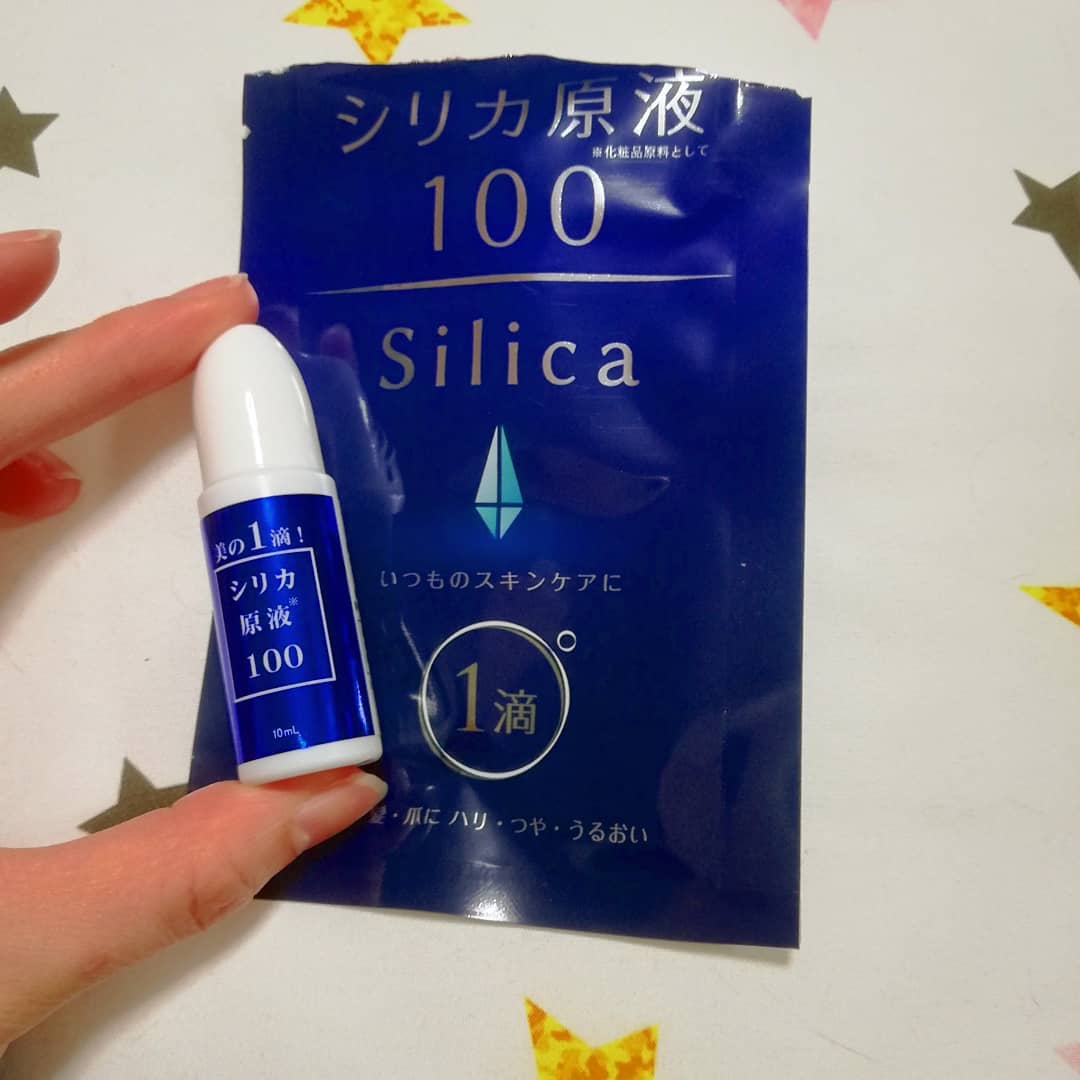 シリカ原液
※化粧品原料として
100
Silica
いつものスキンケアに
1滴
髪・爪に ハリ・つや・うるおい
美の1滴!
シリカ
原液※
100
10mL